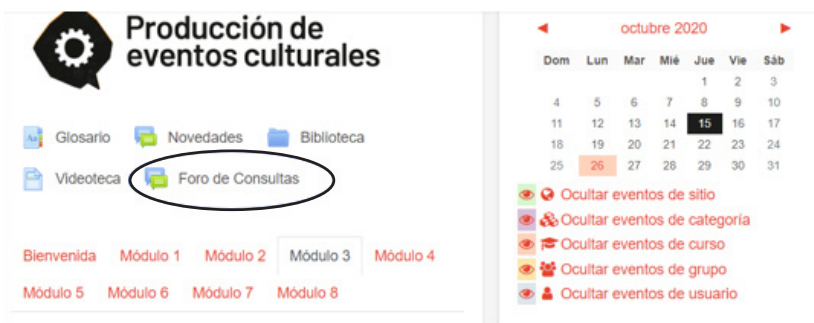 Producción de
eventos culturales
Glosario Novedades Biblioteca
Videoteca Foro de Consultas
Bienvenida Módulo 1 Módulo 2 Módulo 3 Módulo 4
Módulo 5 Módulo 6 Módulo 7 Módulo 8
octubre 2020
Dom Lun Mar Mié Jue Vie Sáb
1 2 3
4 5 6 7 8 9 10
11 12 13 14 15 16 17
18 19 20 21 22 23 24
25 26 27 28 29 30 31
Ocultar eventos de sitio
Ocultar eventos de categoría
Ocultar eventos de curso
Ocultar eventos de grupo
Ocultar eventos de usuario